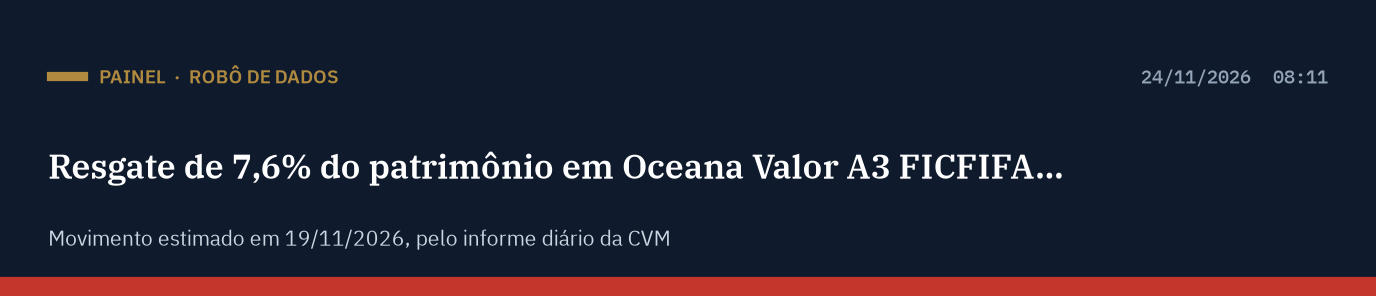 PAINEL · ROBÔ DE DADOS
24/11/2026 08:11
Resgate de 7,6% do patrimônio em Oceana Valor A3 FICFIFA...
Movimento estimado em 19/11/2026, pelo informe diário da CVM